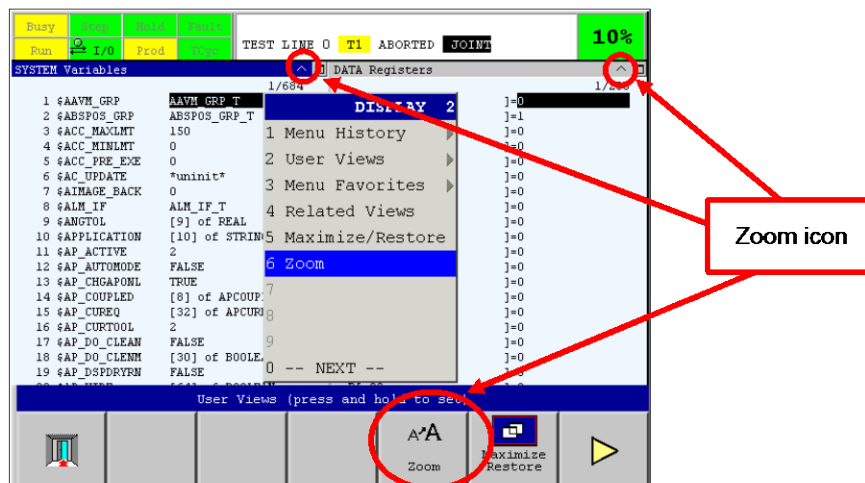 Busy Step Hold Fault
Run I/O Prod TCyc
TEST LINE 0 T1 ABORTED JOINT
10%
SYSTEM Variables
DATA Registers
1/684
1 $AAVM_GRP AAVM_GRP_T ]=0
2 $ABSPOS_GRP ABSPOS_GRP_T ]=1
3 $ACC_MAXLMT 150 ]=0
4 $ACC_MINLMT 0 ]=0
5 $ACC_PRE_EXE 0 ]=0
6 $AC_UPDATE *uninit* ]=0
7 $AIMAGE_BACK 0 ]=0
8 $ALM_IF ALM_IF_T ]=0
9 $ANGTOL [9] of REAL ]=0
10 $APPLICATION [10] of STRIN ]=0
11 $AP_ACTIVE 2 ]=0
12 $AP_AUTOMODE FALSE ]=0
13 $AP_CHGAPONL TRUE ]=0
14 $AP_COUPLED [8] of APCOUP ]=0
15 $AP_CUREQ [32] of APCUR ]=0
16 $AP_CURTOOL 2 ]=0
17 $AP_DO_CLEAN FALSE ]=0
18 $AP_DO_CLENM [30] of BOOLE ]=0
19 $AP_DSPDRYRN FALSE ]=0
DISPLAY 2
1 Menu History
2 User Views
3 Menu Favorites
4 Related Views
5 Maximize/Restore
6 Zoom
7
8
9
0 -- NEXT --
User Views (press and hold to set)
A A
Zoom
Maximize
Restore
Zoom icon